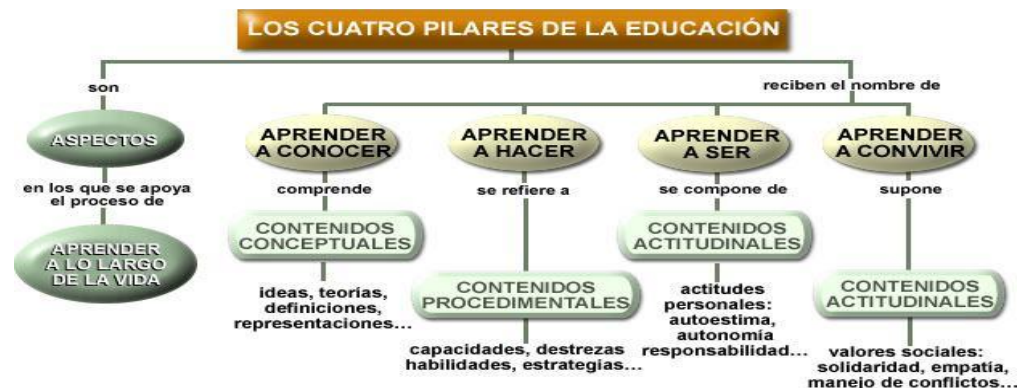 LOS CUATRO PILARES DE LA EDUCACIÓN
son
reciben el nombre de
ASPECTOS
en los que se apoya
el proceso de
APRENDER
A LO LARGO
DE LA VIDA
APRENDER
A CONOCER
comprende
CONTENIDOS
CONCEPTUALES
ideas, teorías,
definiciones,
representaciones...
APRENDER
A HACER
se refiere a
CONTENIDOS
PROCEDIMENTALES
capacidades, destrezas
habilidades, estrategias...
APRENDER
A SER
se compone de
CONTENIDOS
ACTITUDINALES
actitudes
personales:
autoestima,
autonomía
responsabilidad...
APRENDER
A CONVIVIR
supone
CONTENIDOS
ACTITUDINALES
valores sociales:
solidaridad, empatía,
manejo de conflictos...